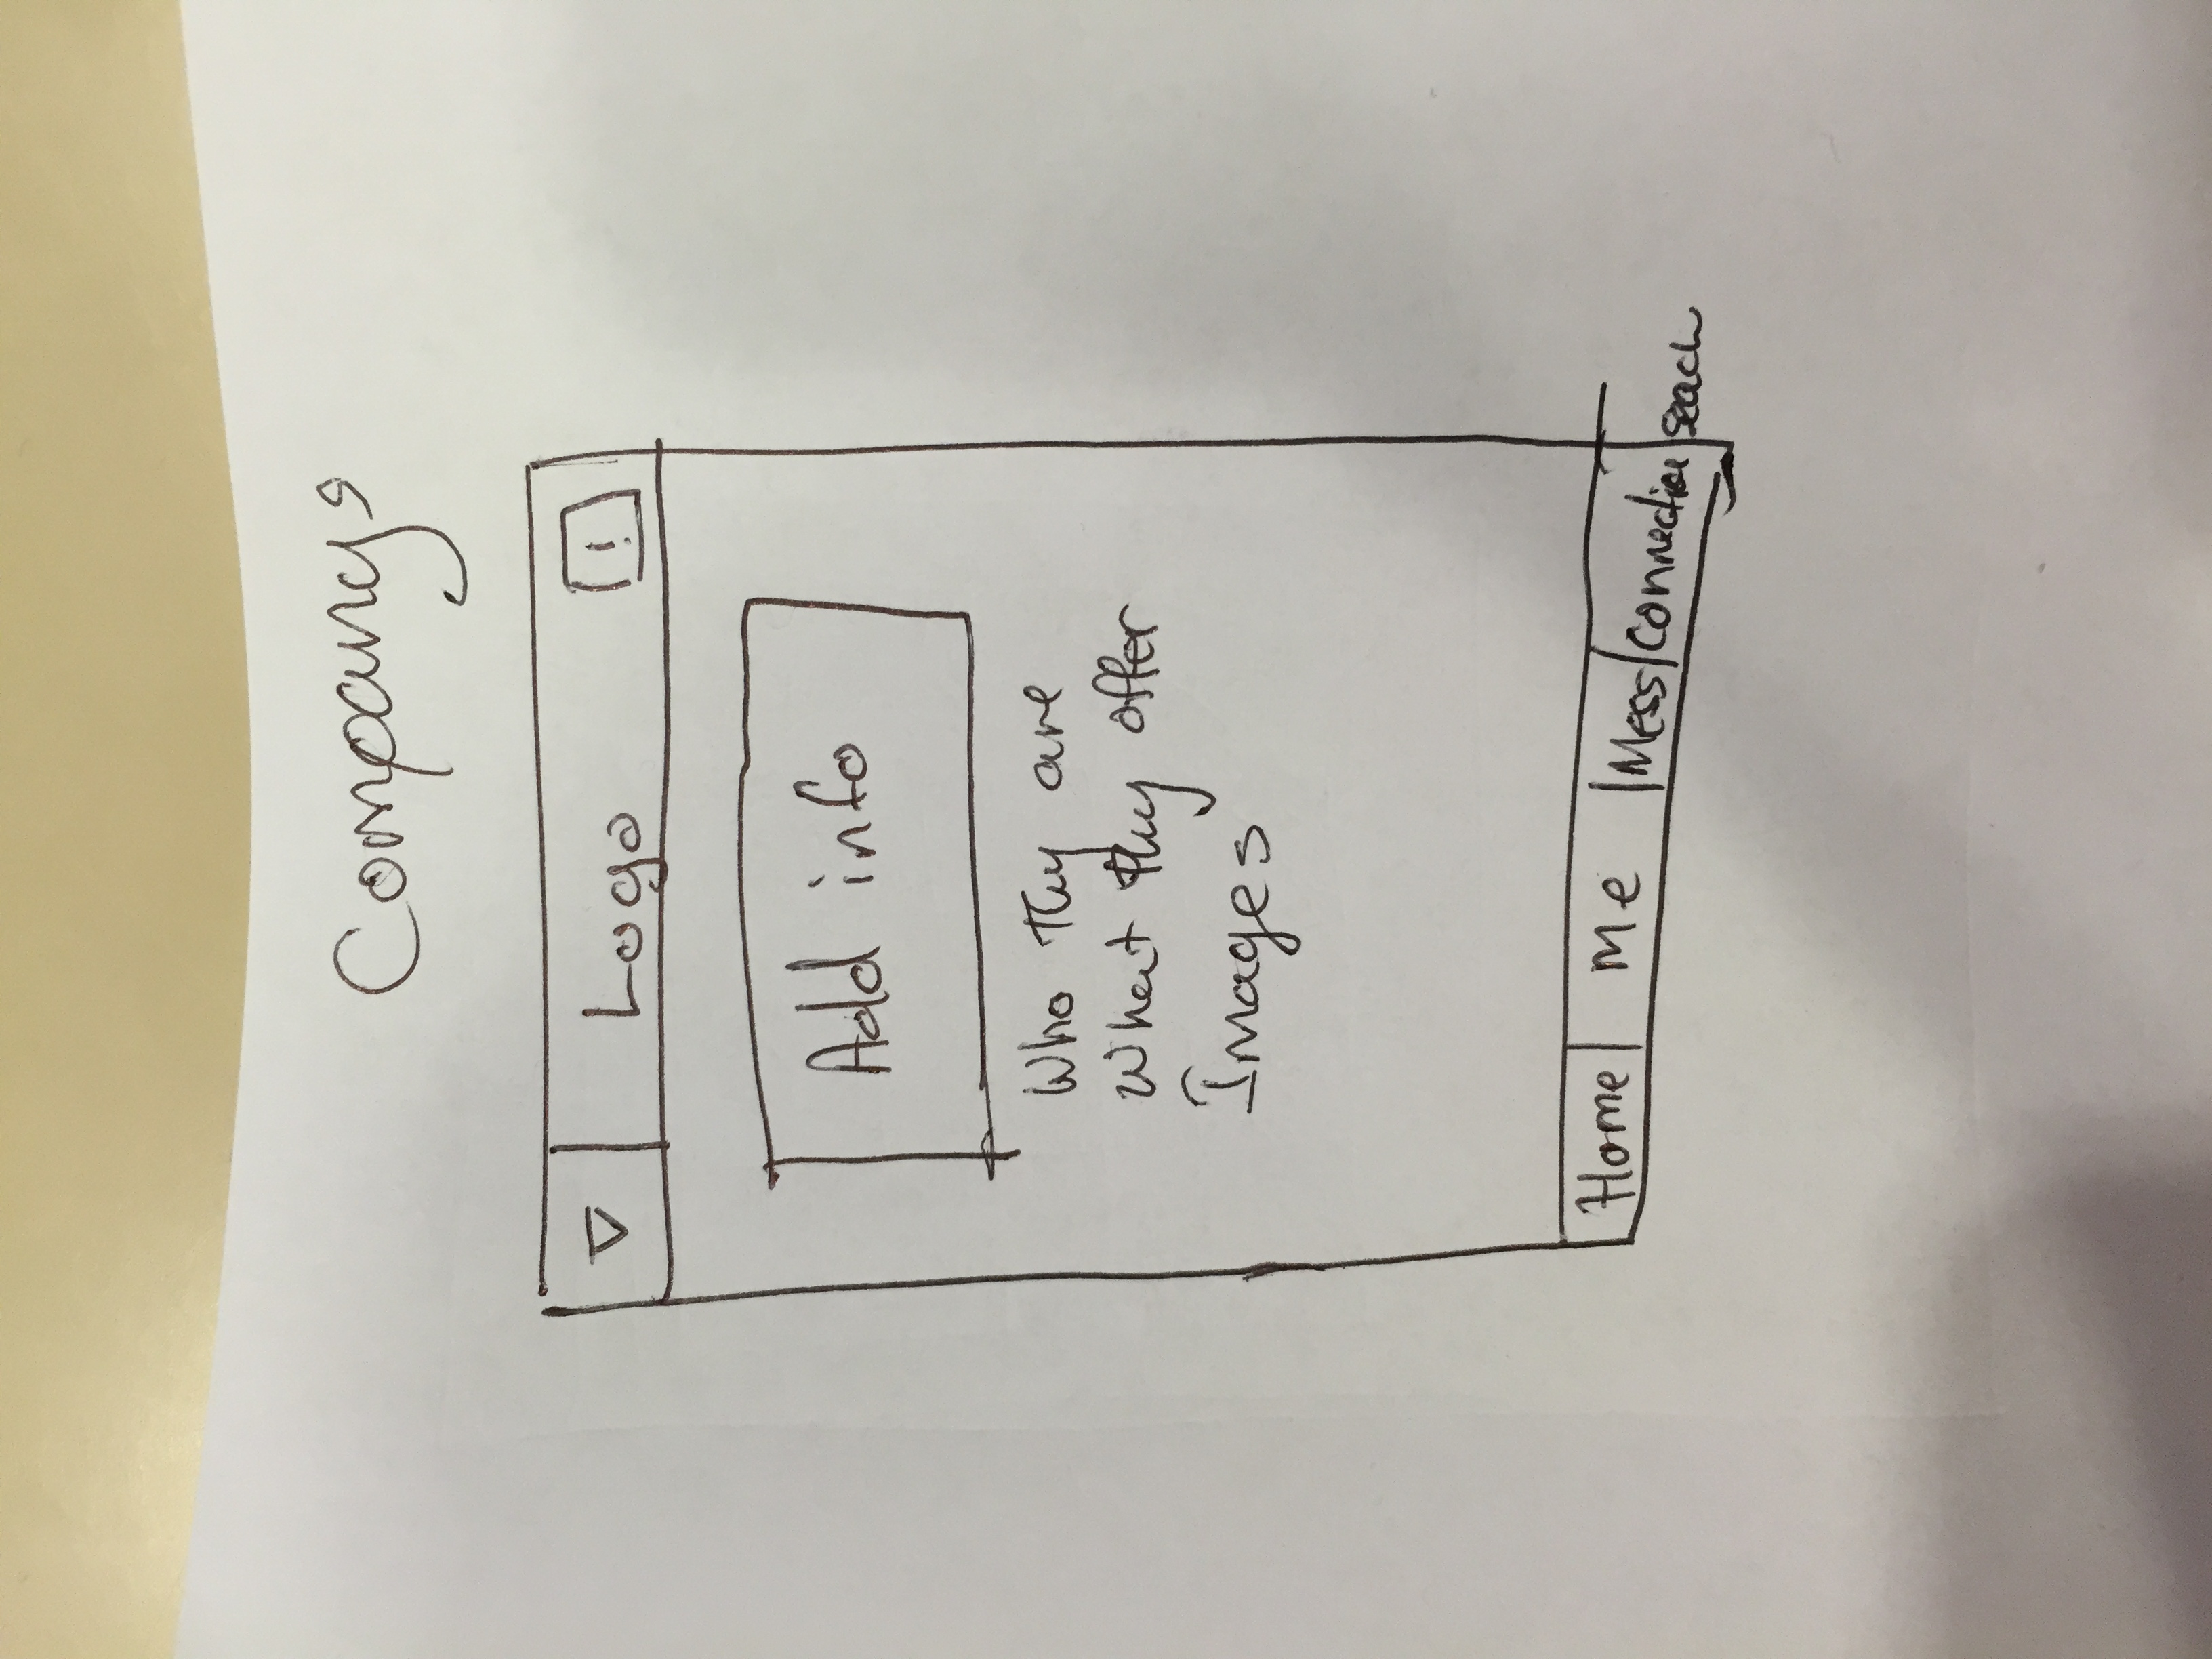 Companys
Logo !
Add info
Who they are
What they offer
Images
Home Me Mess Connection seach